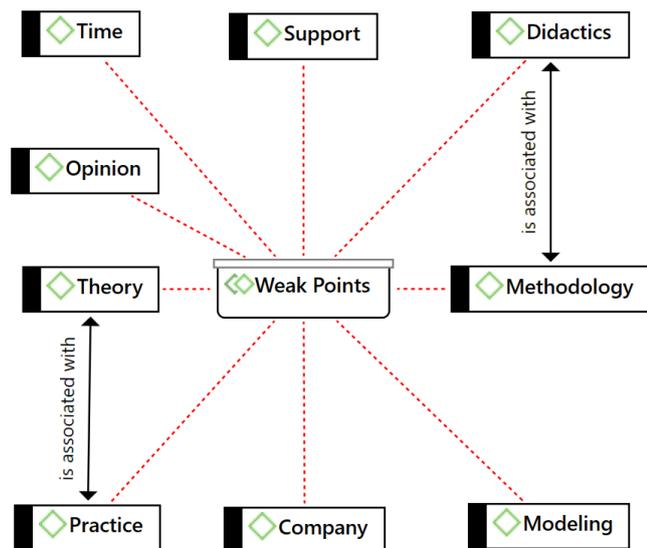 Time
Support
Didactics
is associated with
Opinion
Theory
Weak Points
Methodology
is associated with
Practice
Company
Modeling